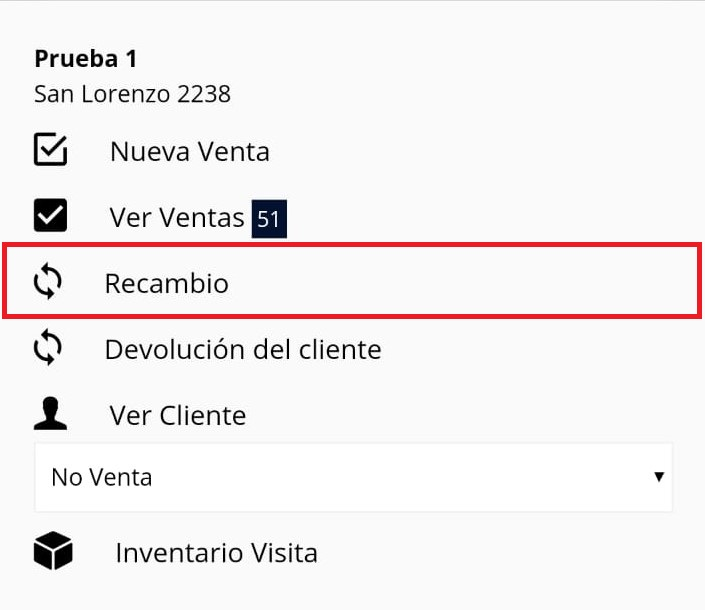 Prueba 1
San Lorenzo 2238
Nueva Venta
Ver Ventas 51
Recambio
Devolución del cliente
Ver Cliente
No Venta
Inventario Visita